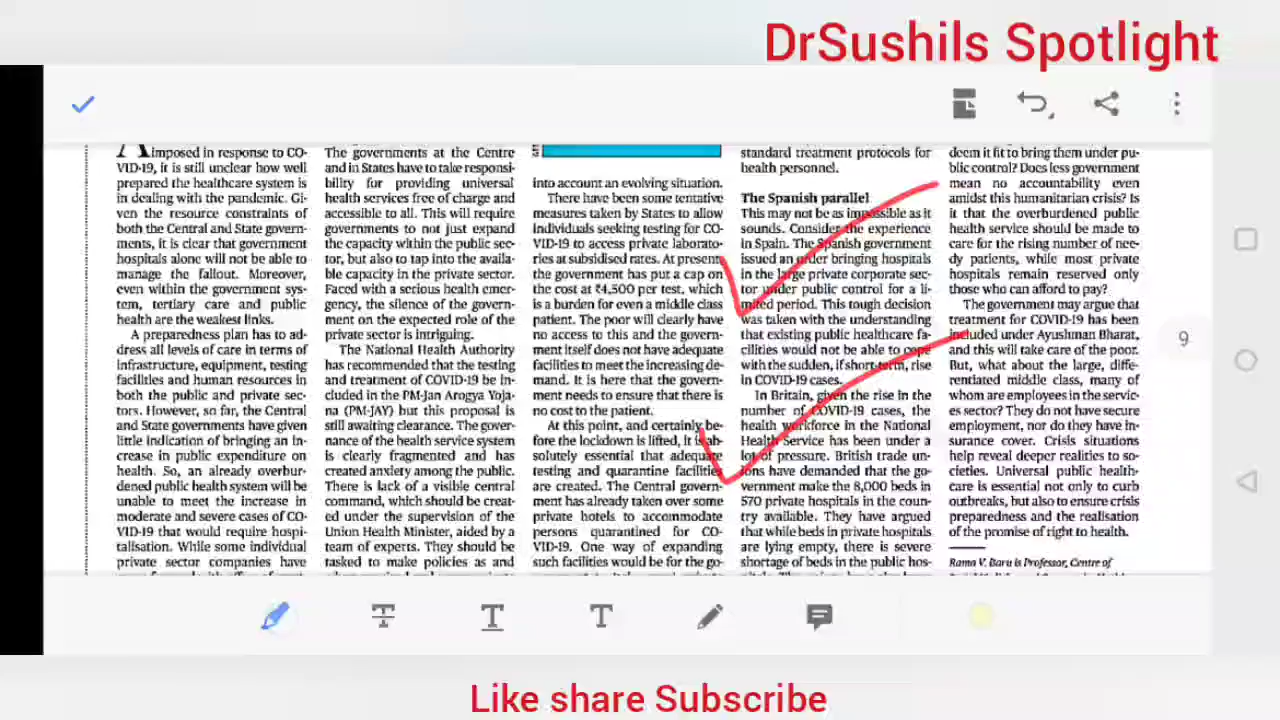 DrSushils Spotlight
A imposed in response to CO-
VID-19, it is still unclear how well
prepared the healthcare system is
in dealing with the pandemic. Gi-
ven the resource constraints of
both the Central and State govern-
ments, it is clear that government
hospitals alone will not be able to
manage the fallout. Moreover,
even within the government sys-
tem, tertiary care and public
health are the weakest links.
A preparedness plan has to ad-
dress all levels of care in terms of
infrastructure, equipment, testing
facilities and human resources in
both the public and private sec-
tors. However, so far, the Central
and State governments have given
little indication of bringing an in-
crease in public expenditure on
health. So, an already overbur-
dened public health system will be
unable to meet the increase in
moderate and severe cases of CO-
VID-19 that would require hospi-
talisation. While some individual
private sector companies have
The governments at the Centre
and in States have to take responsi-
bility for providing universal
health services free of charge and
accessible to all. This will require
governments to not just expand
the capacity within the public sec-
tor, but also to tap into the availa-
ble capacity in the private sector.
Faced with a serious health emer-
gency, the silence of the govern-
ment on the expected role of the
private sector is intriguing.
The National Health Authority
has recommended that the testing
and treatment of COVID-19 be in-
cluded in the PM-Jan Arogya Yoja-
na (PM-JAY) but this proposal is
still awaiting clearance. The gover-
nance of the health service system
is clearly fragmented and has
created anxiety among the public.
There is lack of a visible central
command, which should be creat-
ed under the supervision of the
Union Health Minister, aided by a
team of experts. They should be
tasked to make policies as and
into account an evolving situation.
There have been some tentative
measures taken by States to allow
individuals seeking testing for CO-
VID-19 to access private laborato-
ries at subsidised rates. At present,
the government has put a cap on
the cost at ₹4,500 per test, which
is a burden for even a middle class
patient. The poor will clearly have
no access to this and the govern-
ment itself does not have adequate
facilities to meet the increasing de-
mand. It is here that the govern-
ment needs to ensure that there is
no cost to the patient.
At this point, and certainly be-
fore the lockdown is lifted, it is ab-
solutely essential that adequate
testing and quarantine facilities
are created. The Central govern-
ment has already taken over some
private hotels to accommodate
persons quarantined for CO-
VID-19. One way of expanding
such facilities would be for the go-
standard treatment protocols for
health personnel.
The Spanish parallel
This may not be as impossible as it
sounds. Consider the experience
in Spain. The Spanish government
issued an order bringing hospitals
in the large private corporate sec-
tor under public control for a li-
mited period. This tough decision
was taken with the understanding
that existing public healthcare fa-
cilities would not be able to cope
with the sudden, if short-term, rise
in COVID-19 cases.
In Britain, given the rise in the
number of COVID-19 cases, the
health workforce in the National
Health Service has been under a
lot of pressure. British trade un-
ions have demanded that the go-
vernment make the 8,000 beds in
570 private hospitals in the coun-
try available. They have argued
that while beds in private hospitals
are lying empty, there is severe
shortage of beds in the public hos-
deem it fit to bring them under pu-
blic control? Does less government
mean no accountability even
amidst this humanitarian crisis? Is
it that the overburdened public
health service should be made to
care for the rising number of nee-
dy patients, while most private
hospitals remain reserved only
those who can afford to pay?
The government may argue that
treatment for COVID-19 has been
included under Ayushman Bharat,
and this will take care of the poor.
But, what about the large, diffe-
rentiated middle class, many of
whom are employees in the servic-
es sector? They do not have secure
employment, nor do they have in-
surance cover. Crisis situations
help reveal deeper realities to so-
cieties. Universal public health-
care is essential not only to curb
outbreaks, but also to ensure crisis
preparedness and the realisation
of the promise of right to health.
Rama V. Baru is Professor, Centre of
9
Like share Subscribe